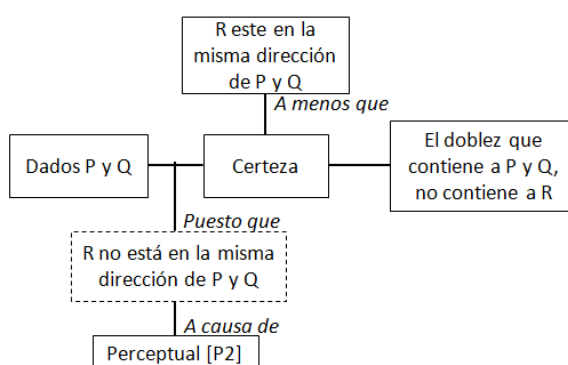 R este en la
misma dirección
de P y Q
A menos que
Dados P y Q
Certeza
El doblez que
contiene a P y Q,
no contiene a R
Puesto que
R no está en la misma
dirección de P y Q
A causa de
Perceptual [P2]